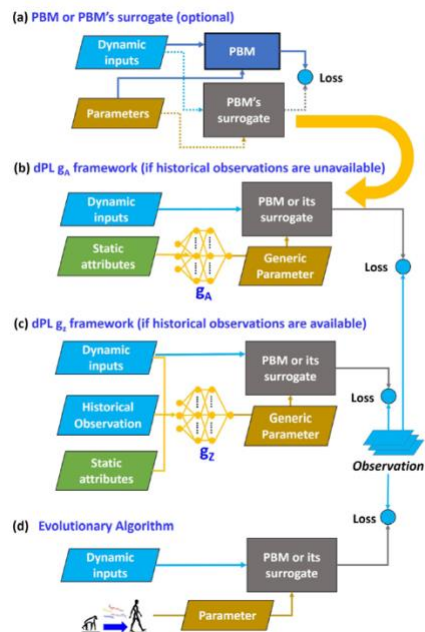 (a) PBM or PBM's surrogate (optional)
Dynamic
inputs
PBM
Loss
Parameters
PBM's
surrogate
(b) dPL gA framework (if historical observations are unavailable)
Dynamic
inputs
PBM or its
surrogate
Static
attributes
gA
Generic
Parameter
Loss
(c) dPL gz framework (if historical observations are available)
Dynamic
inputs
PBM or its
surrogate
Historical
Observation
gZ
Generic
Parameter
Loss
Static
attributes
Observation
(d) Evolutionary Algorithm
Loss
Dynamic
inputs
PBM or its
surrogate
Parameter